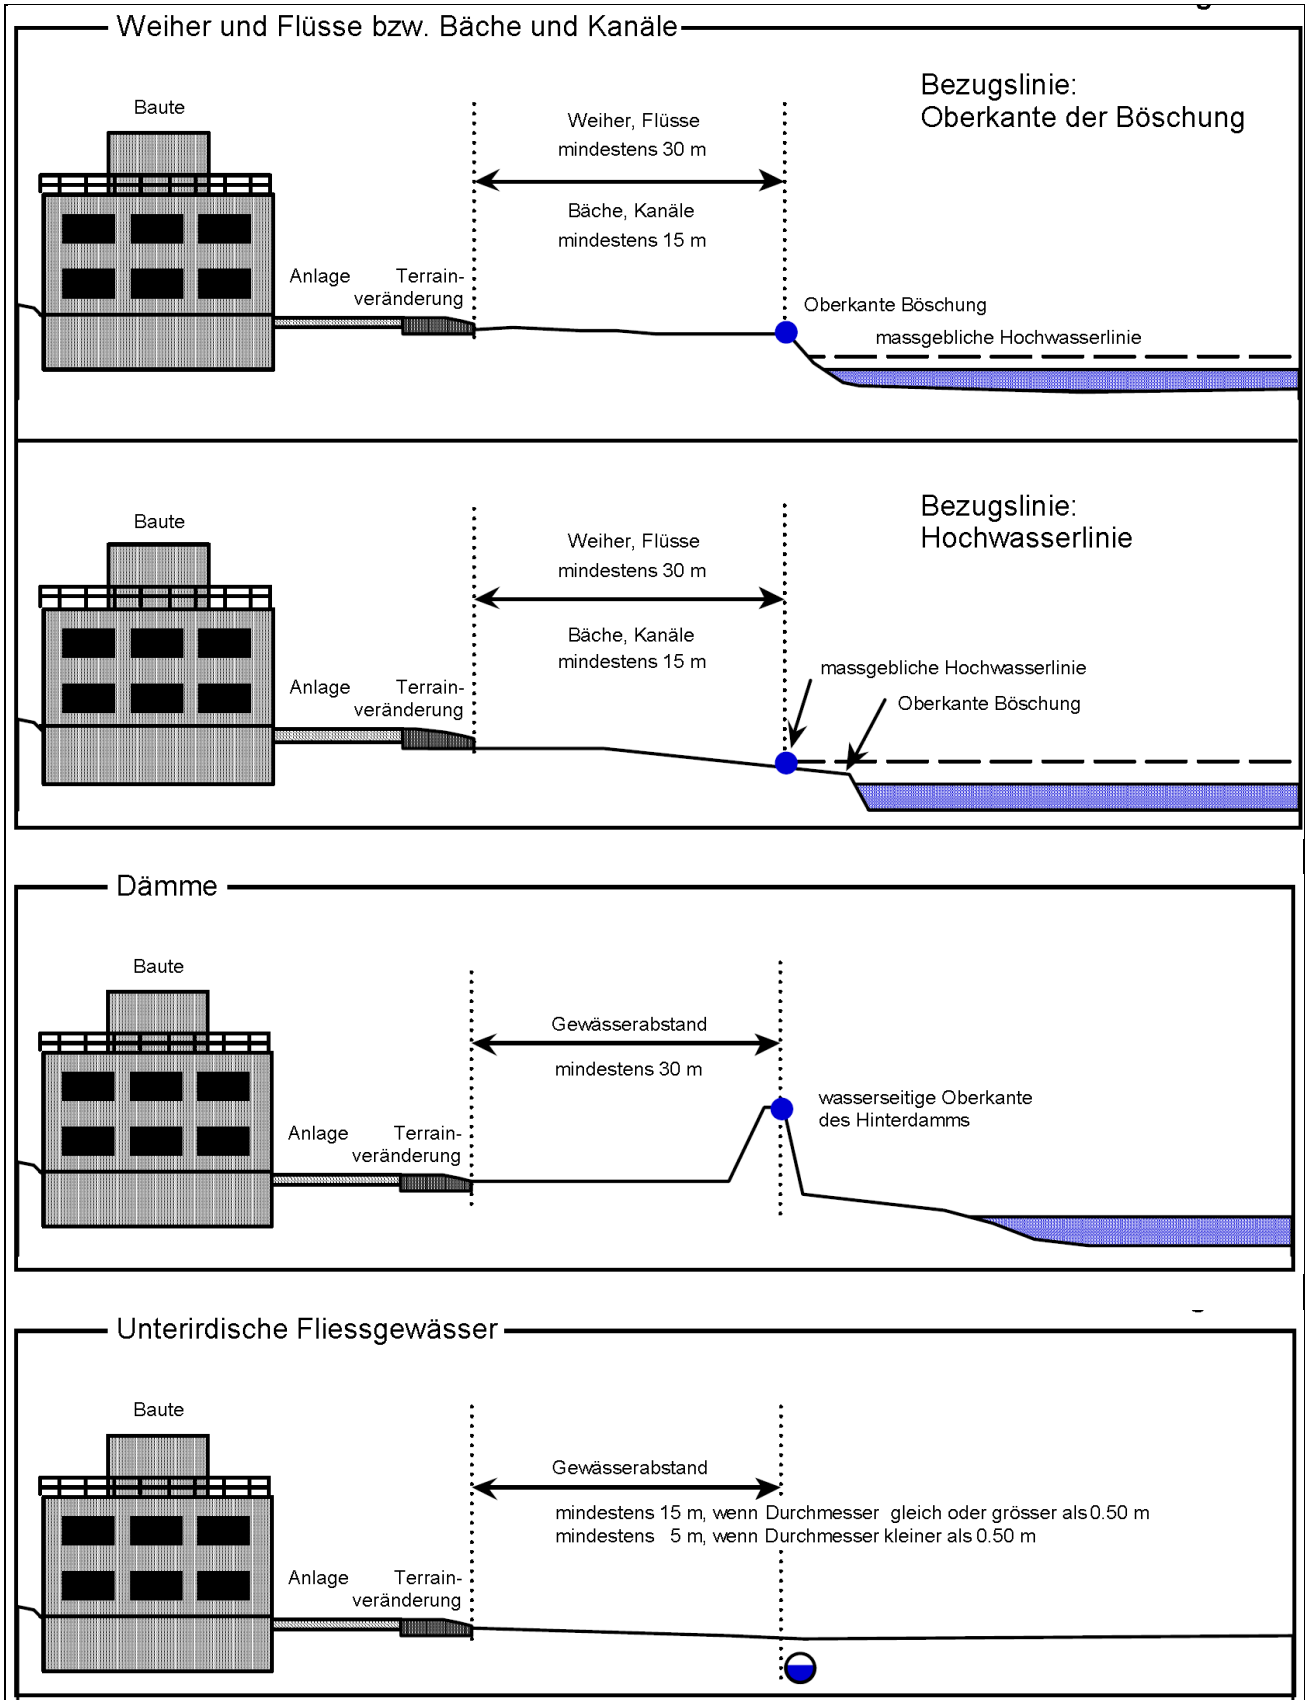 Weiher und Flüsse bzw. Bäche und Kanäle
Bezugslinie:
Oberkante der Böschung
Baute
Weiher, Flüsse
mindestens 30 m
Bäche, Kanäle
mindestens 15 m
Anlage
Terrain-
veränderung
Oberkante Böschung
massgebliche Hochwasserlinie
Bezugslinie:
Hochwasserlinie
Baute
Weiher, Flüsse
mindestens 30 m
Bäche, Kanäle
mindestens 15 m
Anlage
Terrain-
veränderung
massgebliche Hochwasserlinie
Oberkante Böschung
Dämme
Baute
Gewässerabstand
mindestens 30 m
wasserseitige Oberkante
des Hinterdamms
Anlage
Terrain-
veränderung
Unterirdische Fliessgewässer
Baute
Gewässerabstand
mindestens 15 m, wenn Durchmesser gleich oder grösser als 0.50 m
mindestens 5 m, wenn Durchmesser kleiner als 0.50 m
Anlage
Terrain-
veränderung